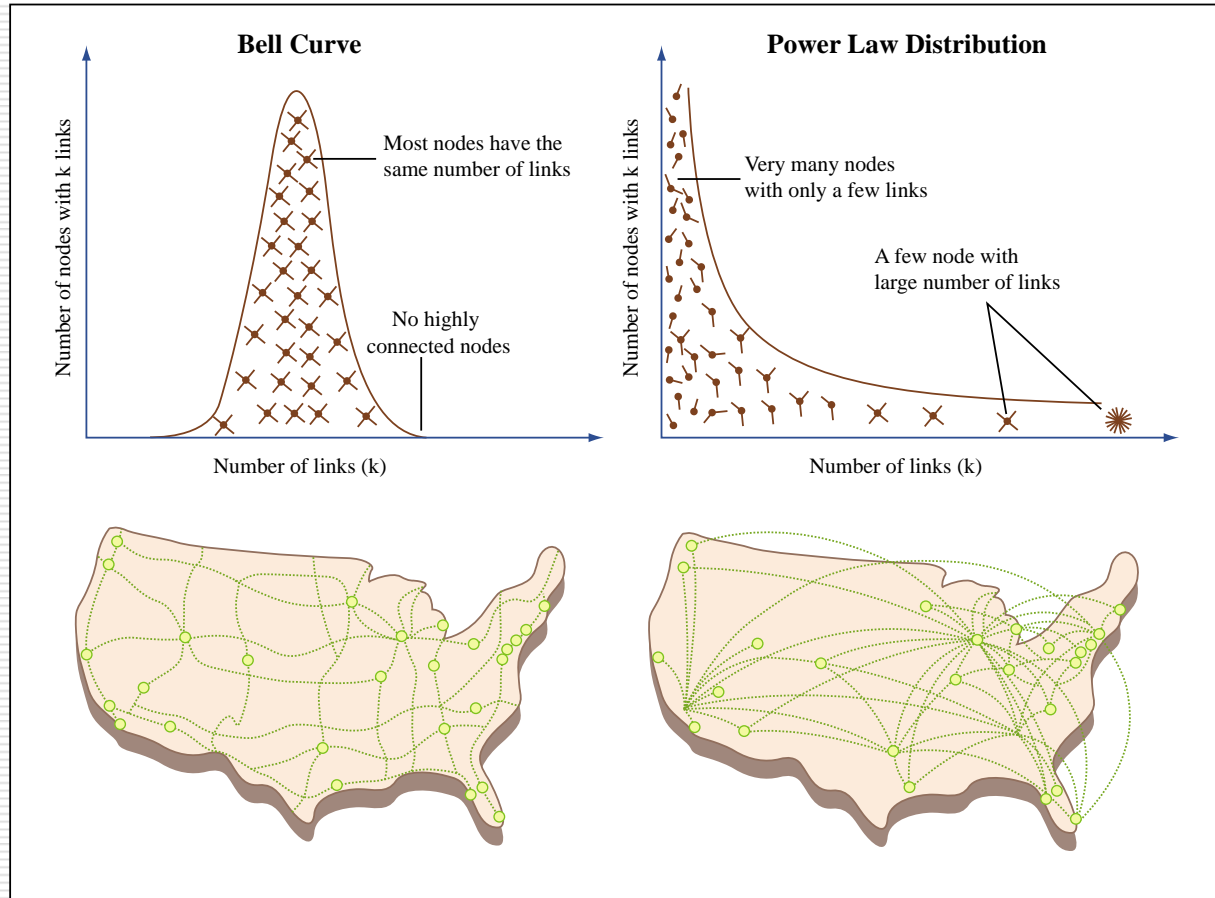 Bell Curve
Number of nodes with k links
Most nodes have the
same number of links
No highly
connected nodes
Number of links (k)
Power Law Distribution
Number of nodes with k links
Very many nodes
with only a few links
A few node with
large number of links
Number of links (k)